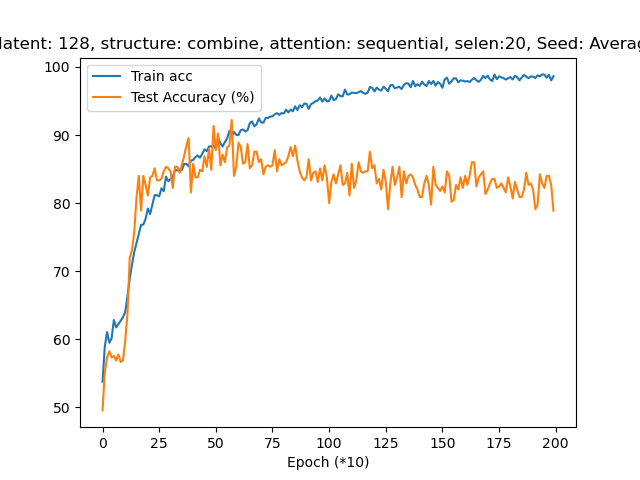 latent: 128, structure: combine, attention: sequential, selen:20, Seed:
100
90
80
70
60
50
Train acc
Test Accuracy (%)
0 25 50 75 100 125 150 175 200
Epoch (*10)